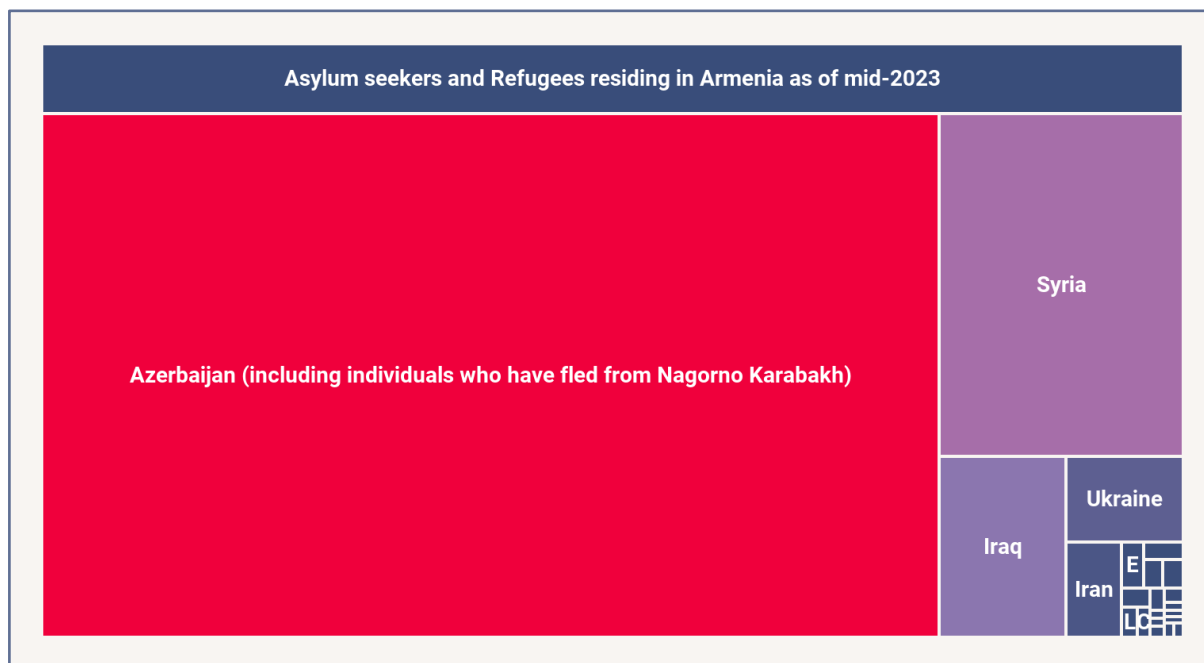 Asylum seekers and Refugees residing in Armenia as of mid-2023
Azerbaijan (including individuals who have fled from Nagorno Karabakh)
Syria
Iraq
Ukraine
Iran
E
L
C